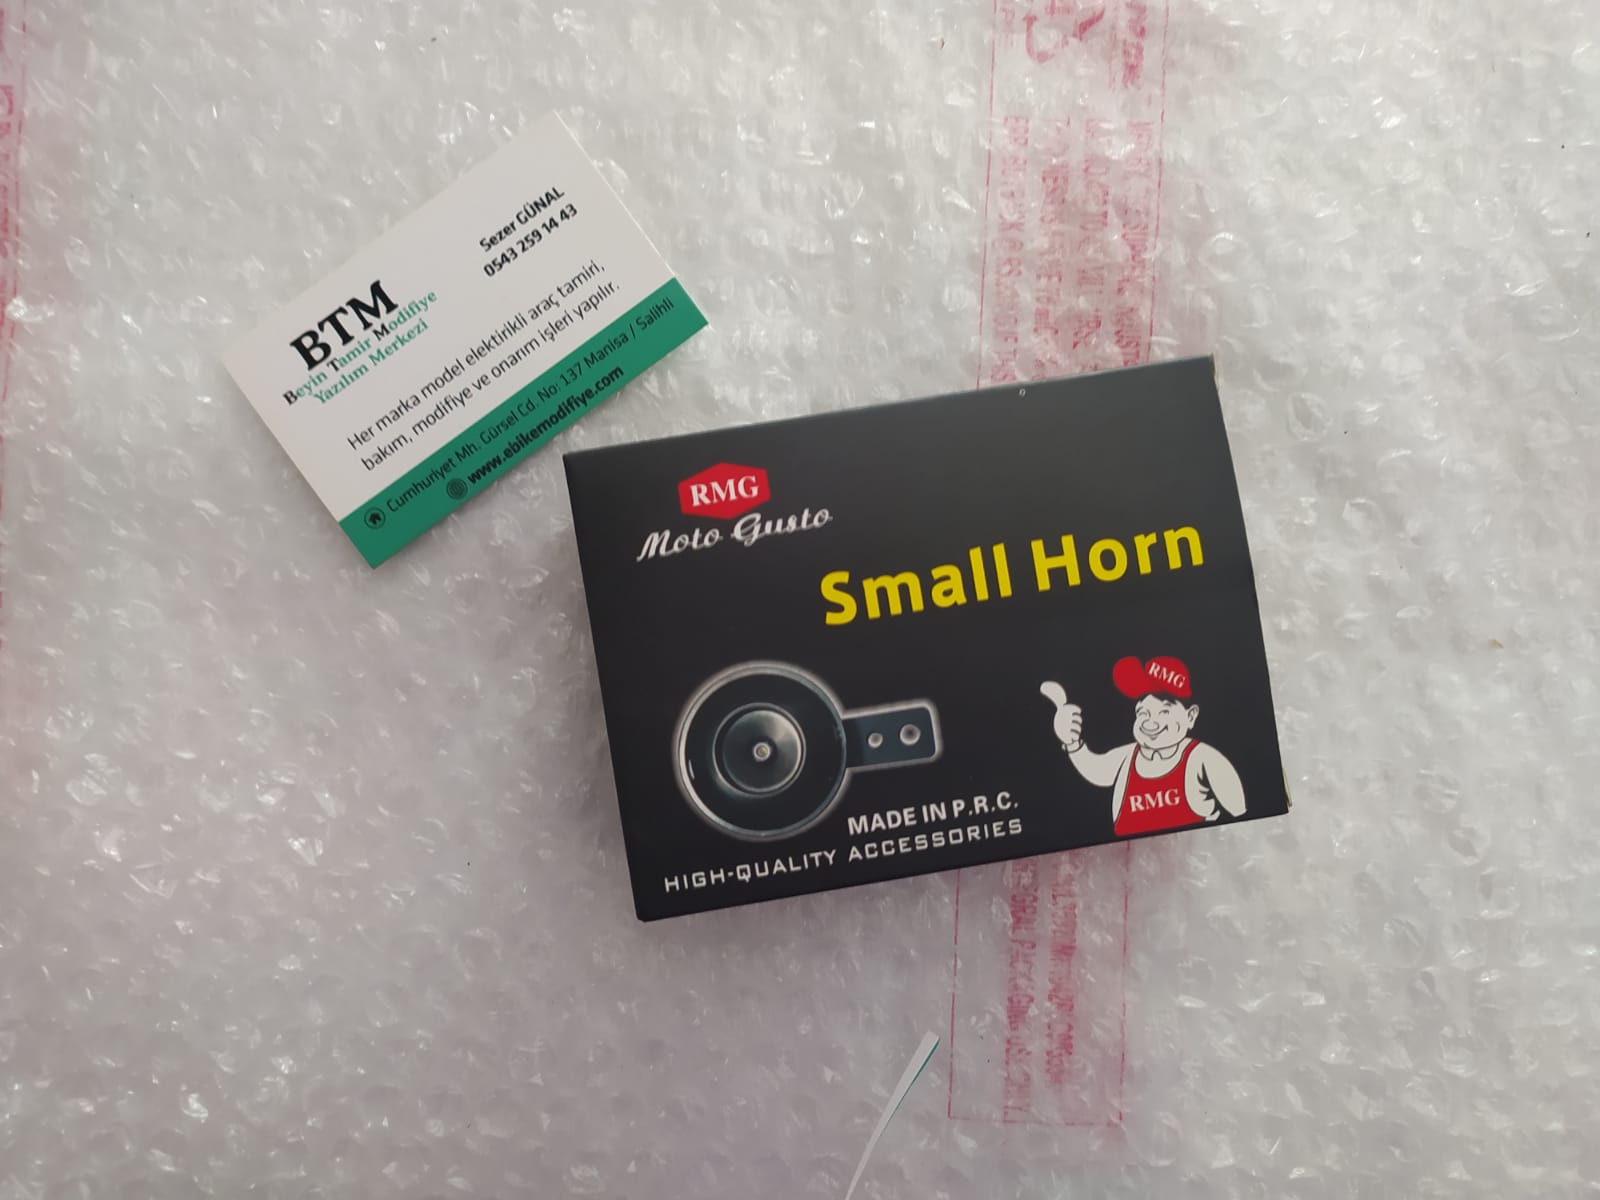 BTM
Beyin Tamir Modifiye
Yazılım Merkezi
Sezer GÜNAL
0543 259 14 43
Her marka model elektirikli araç tamiri,
bakım, modifiye ve onarım işleri yapılır.
Cumhuriyet Mh. Gürsel Cd. No: 137 Manisa / Salihli
www.ebikemodifiye.com
RMG
Moto Gusto
Small Horn
RMG
RMG
MADE IN P.R.C.
HIGH-QUALITY ACCESSORIES